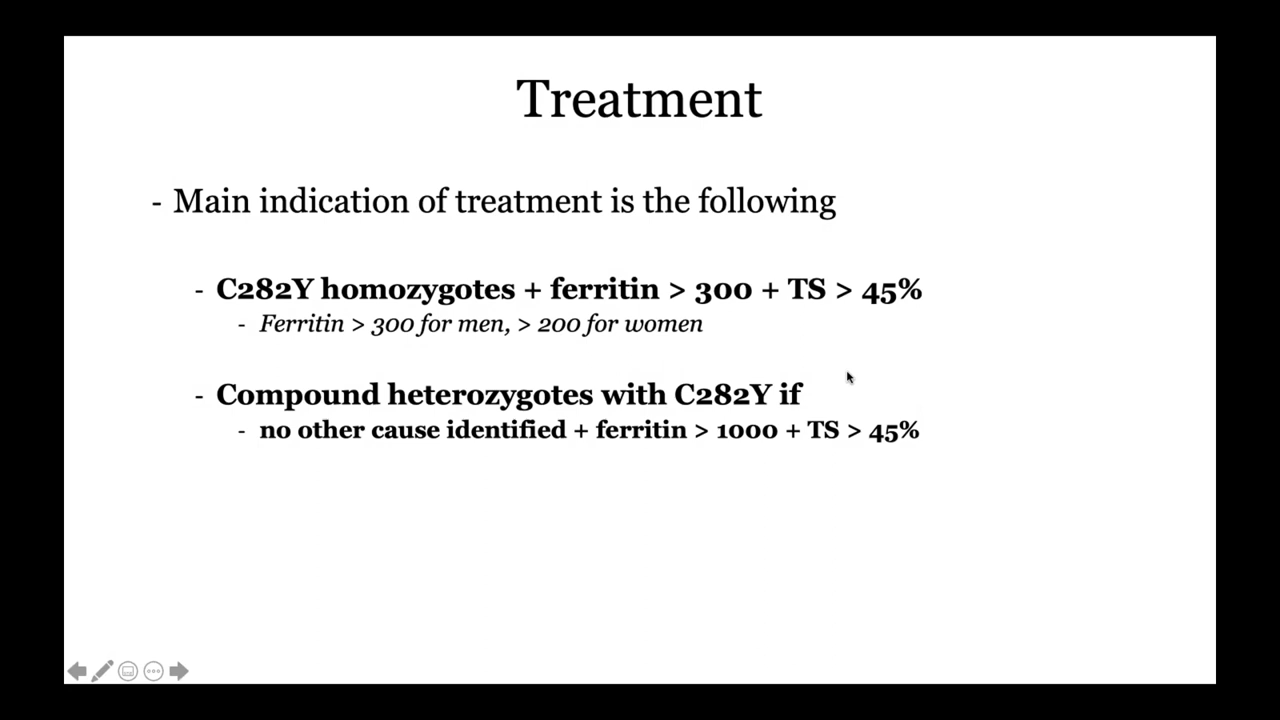 Treatment
- Main indication of treatment is the following
- C282Y homozygotes + ferritin > 300 + TS > 45%
- Ferritin > 300 for men, > 200 for women
- Compound heterozygotes with C282Y if
- no other cause identified + ferritin > 1000 + TS > 45%